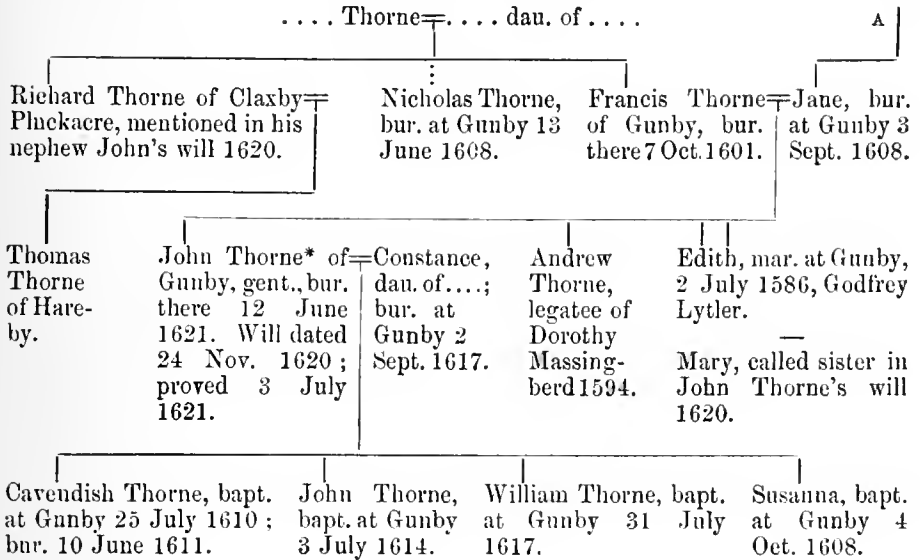 .... Thorne=.... dau. of ....
A
Richard Thorne of Claxby=
Pluckacre, mentioned in his
nephew John's will 1620.
Nicholas Thorne,
bur. at Gunby 13
June 1608.
Francis Thorne=
of Gunby, bur.
there 7 Oct. 1601.
Jane, bur.
at Gunby 3
Sept. 1608.
Thomas
Thorne
of Hare-
by.
John Thorne* of=
Gunby, gent., bur.
there 12 June
1621. Will dated
24 Nov. 1620;
proved 3 July
1621.
Constance,
dau. of....;
bur. at
Gunby 2
Sept. 1617.
Andrew
Thorne,
legatee of
Dorothy
Massing-
berd 1594.
Edith, mar. at Gunby,
2 July 1586, Godfrey
Lytler.
—
Mary, called sister in
John Thorne's will
1620.
Cavendish Thorne, bapt.
at Gunby 25 July 1610;
bur. 10 June 1611.
John Thorne,
bapt. at Gunby
3 July 1614.
William Thorne, bapt.
at Gunby 31 July
1617.
Susanna, bapt.
at Gunby 4
Oct. 1608.